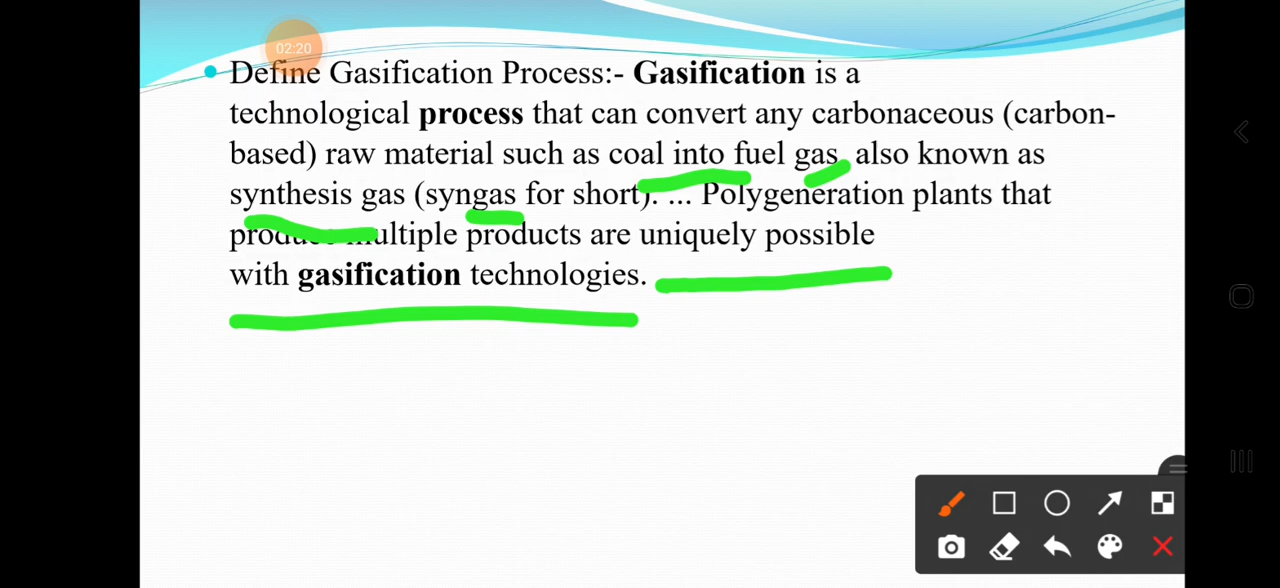 02:20
Define Gasification Process:- Gasification is a
technological process that can convert any carbonaceous (carbon-
based) raw material such as coal into fuel gas, also known as
synthesis gas (syngas for short). ... Polygeneration plants that
product multiple products are uniquely possible
with gasification technologies.